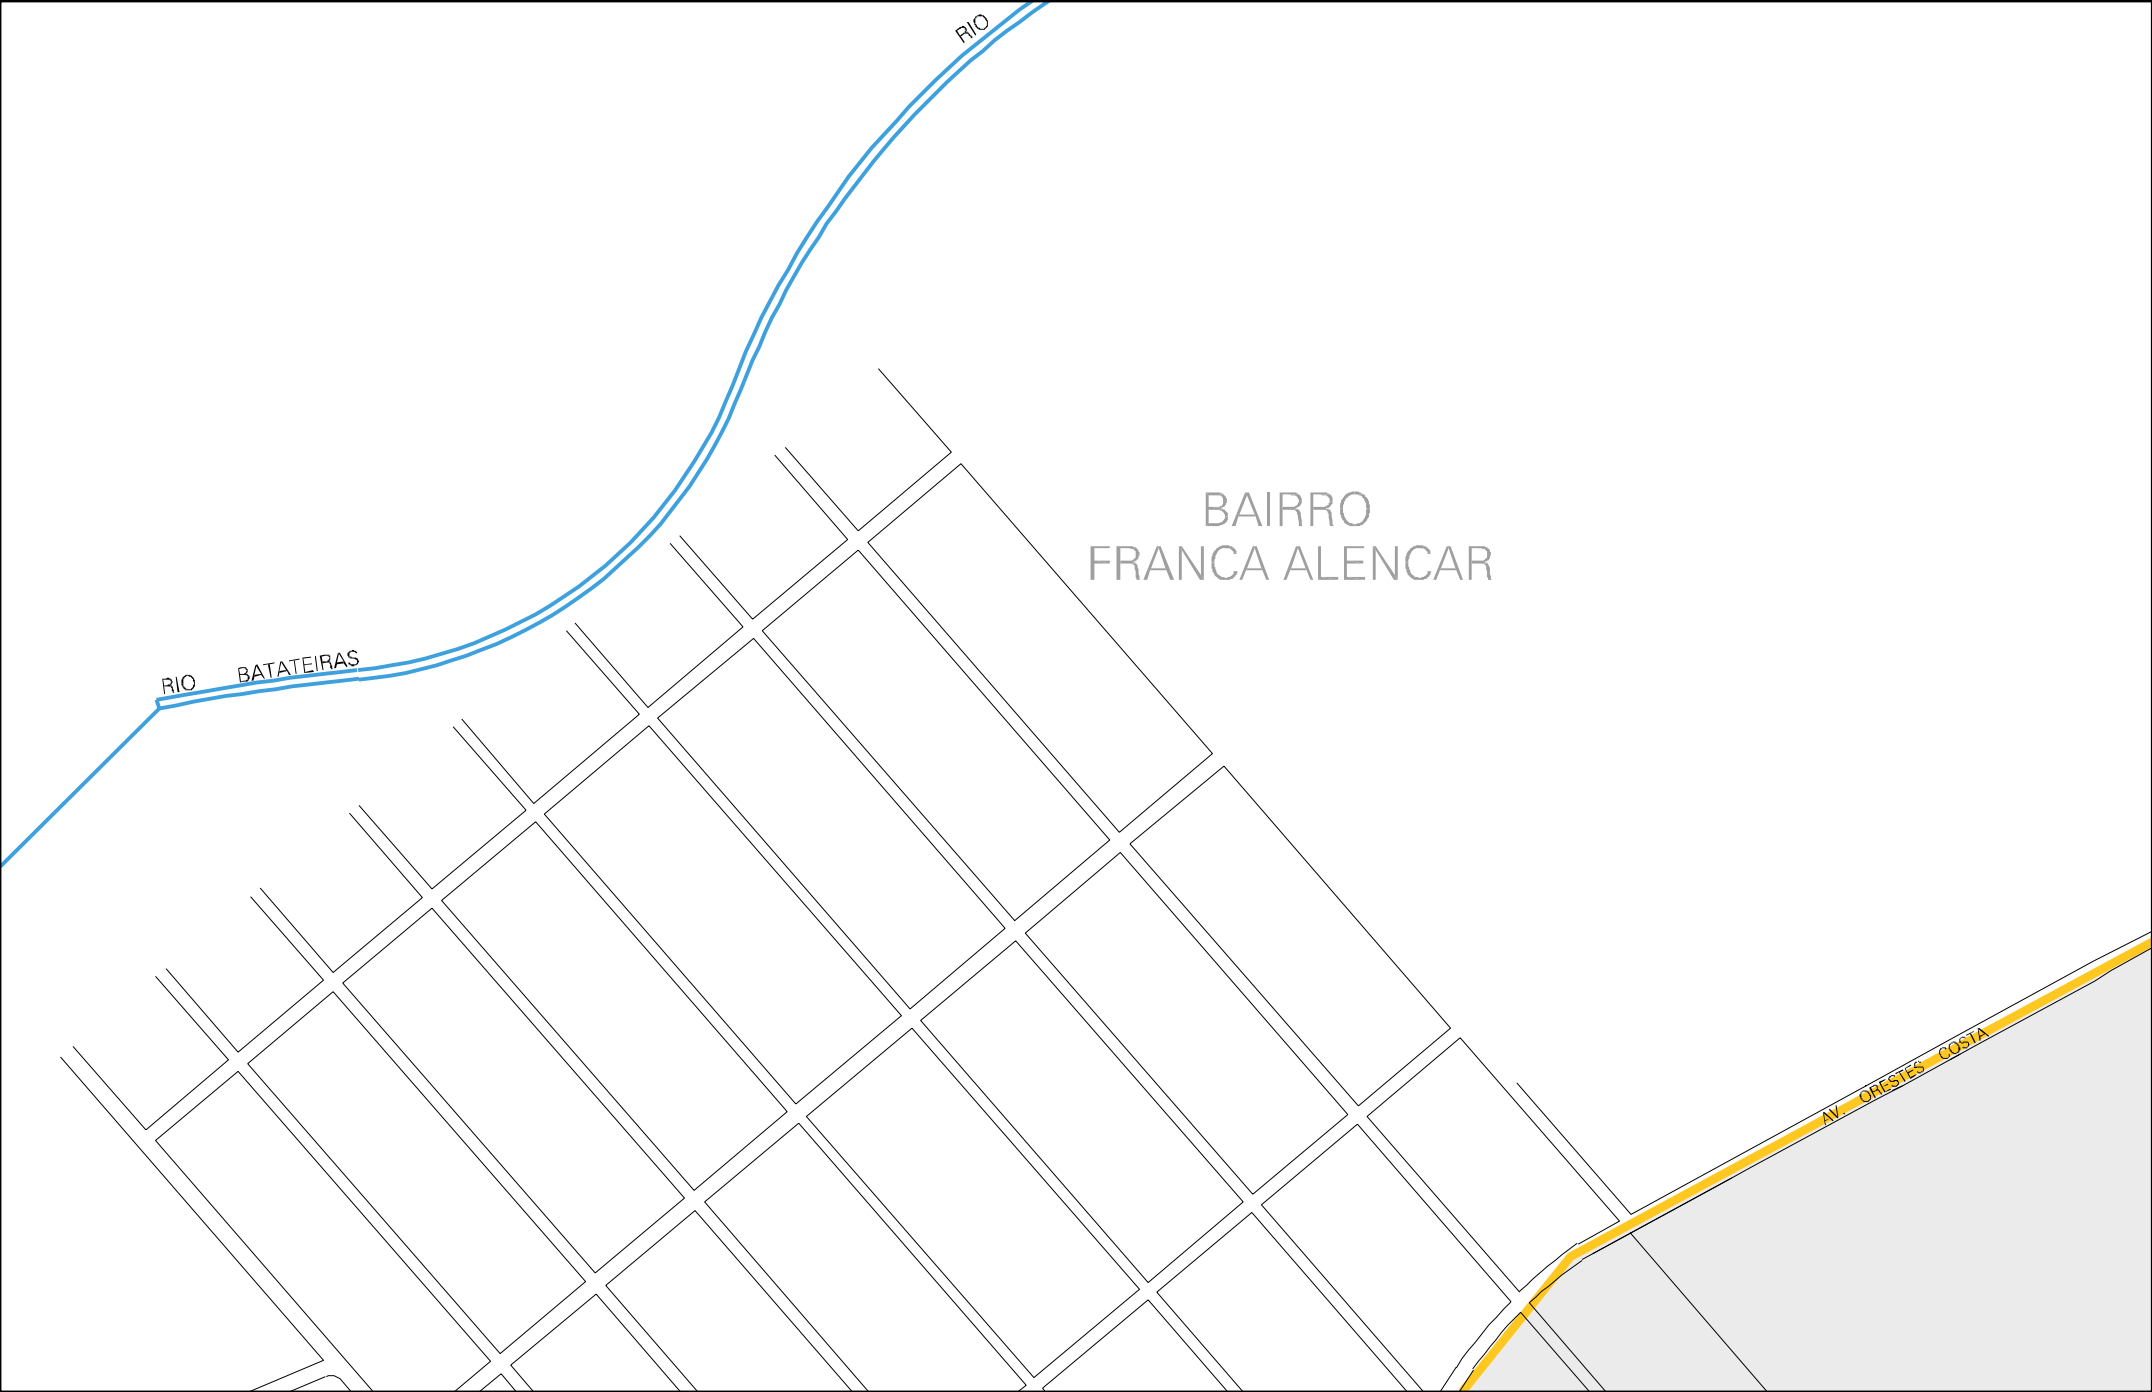 RIO
BAIRRO
FRANCA ALENCAR
RIO BATATEIRAS
AV. ORESTES COSTA